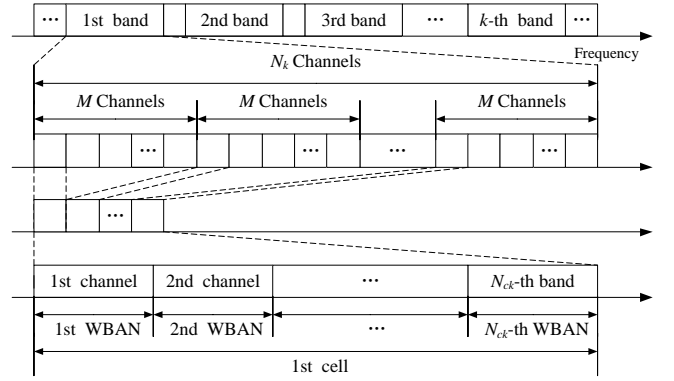 ... 1st band 2nd band 3rd band ... k-th band ...
Frequency
N_k Channels
M Channels M Channels M Channels
... ... ... ...
...
1st channel 2nd channel ... N_ck-th band
1st WBAN 2nd WBAN ... N_ck-th WBAN
1st cell